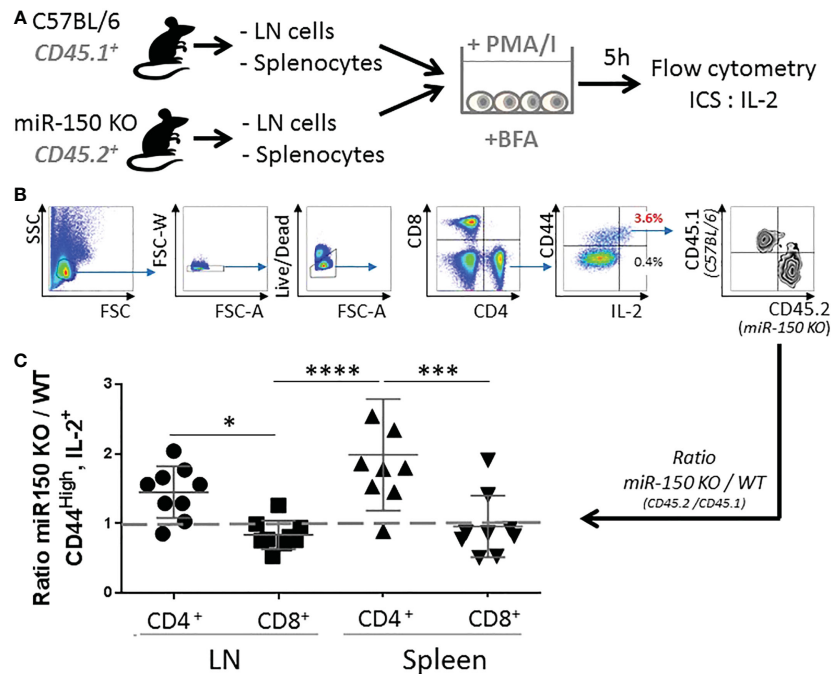 A
C57BL/6
CD45.1+
- LN cells
- Splenocytes
miR-150 KO
CD45.2+
- LN cells
- Splenocytes
+ PMA/I
+BFA
5h
Flow cytometry
ICS : IL-2
B
SSC
FSC
FSC-W
FSC-A
Live/Dead
FSC-A
CD8
CD4
CD44
3.6%
0.4%
IL-2
CD45.1
(C57BL/6)
CD45.2
(miR-150 KO)
C
Ratio miR150 KO / WT
CD44High, IL-2+
3
2
1
0
*
****
***
CD4+
CD8+
CD4+
CD8+
LN
Spleen
Ratio
miR-150 KO / WT
(CD45.2 /CD45.1)